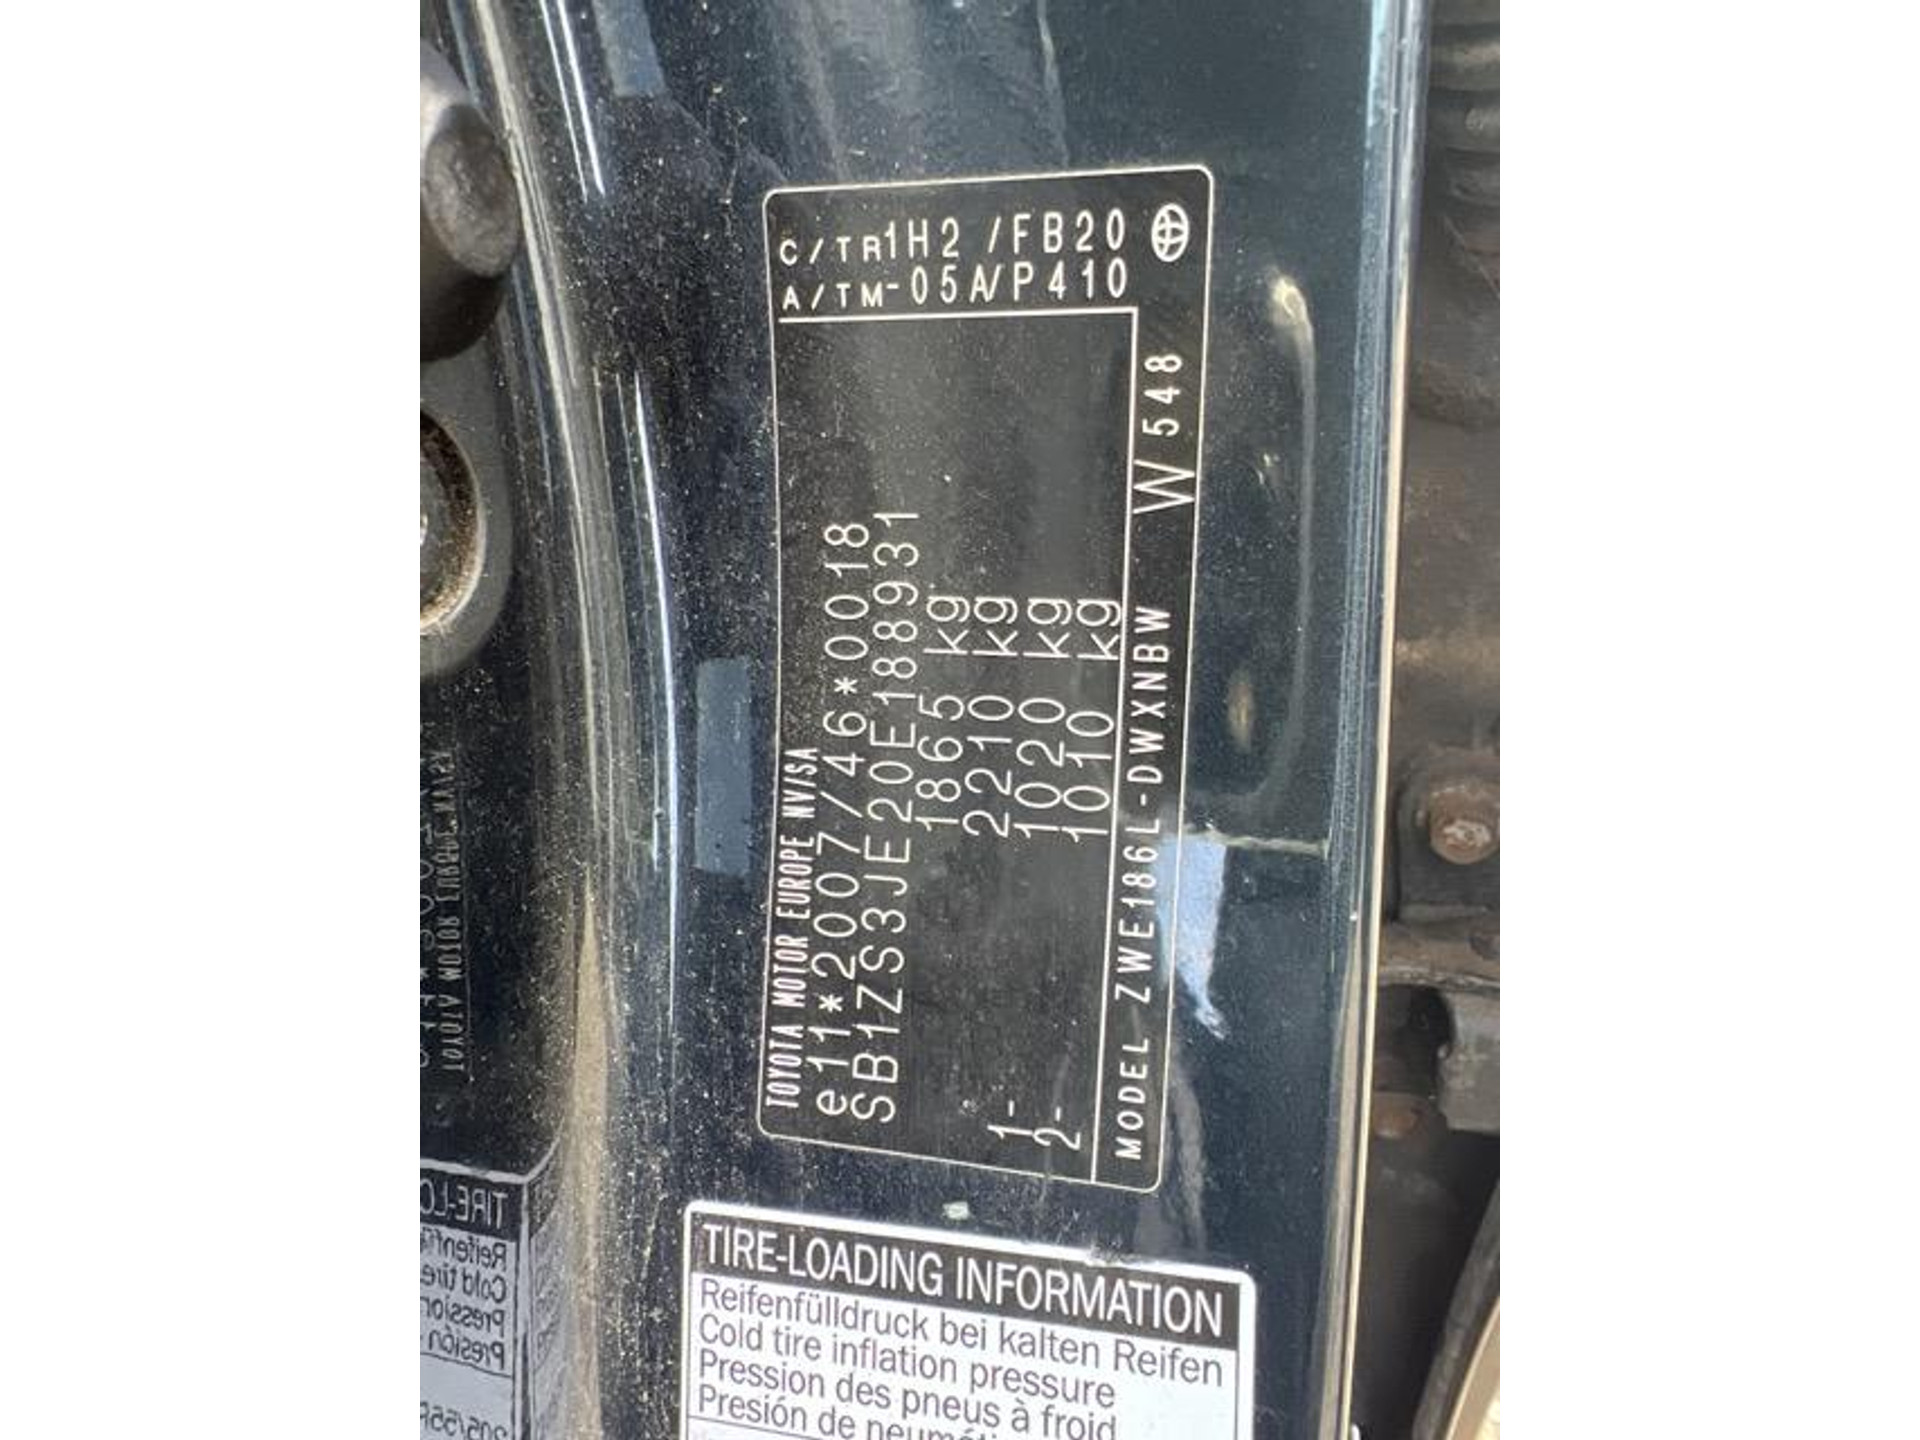 C/TR1H2 /FB20
A/TM-05A/P410
TOYOTA MOTOR EUROPE NV/SA
e11*2007/46*0018
SB1ZS3JE20E188931
1865 kg
2210 kg
1- 1020 kg
2- 1010 kg
MODEL ZWE186L-DWXNBW W548
TIRE-LOADING INFORMATION
Reifenfülldruck bei kalten Reifen
Cold tire inflation pressure
Pression des pneus à froid
Presión de